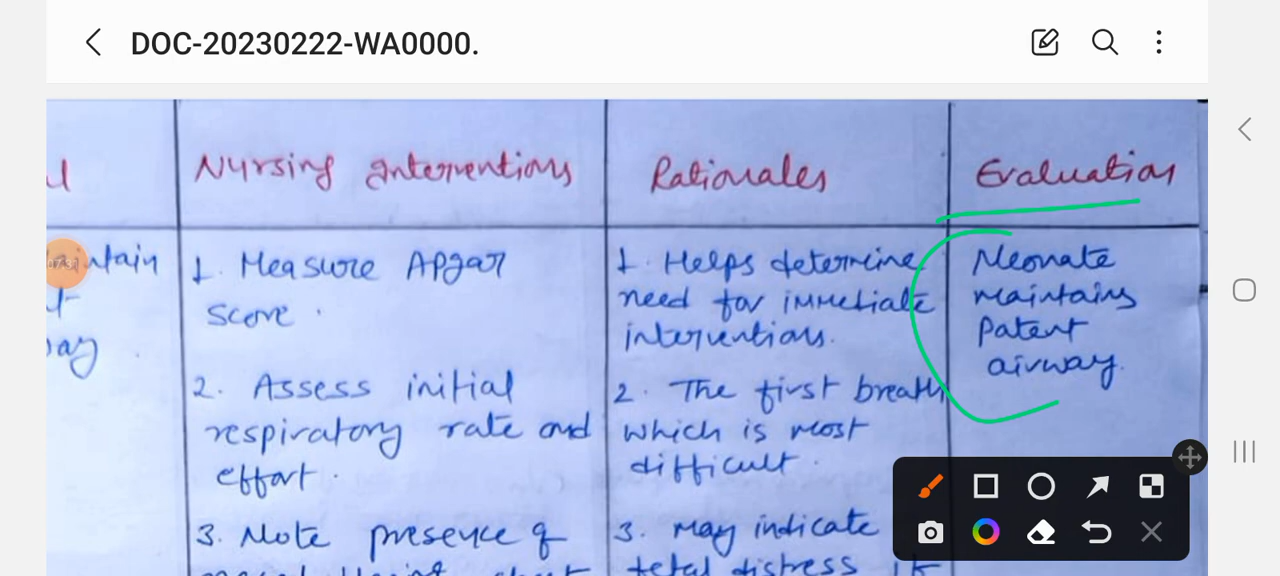 DOC-20230222-WA0000.
Nursing Interventions
Rationales
Evaluation
1. Measure APgar
score.
2. Assess initial
respiratory rate and
effort.
3. Note presence of
1. Helps determine
need for immediate
interventions.
2. The first breath
which is most
difficult.
3. May indicate
fetal distress if
Neonate
maintains
patent
airway.